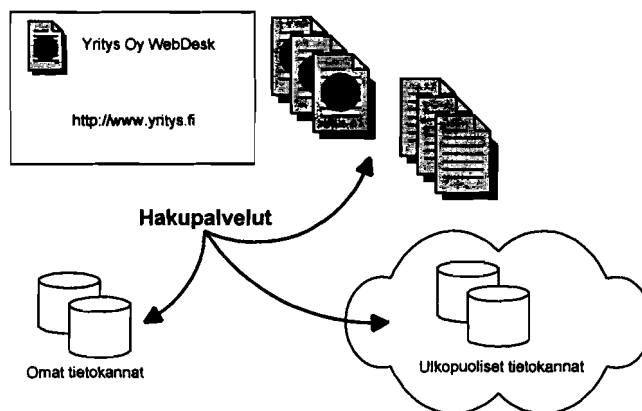 Yritys Oy WebDesk
http://www.yritys.fi
Hakupalvelut
Omat tietokannat
Ulkopuoliset tietokannat